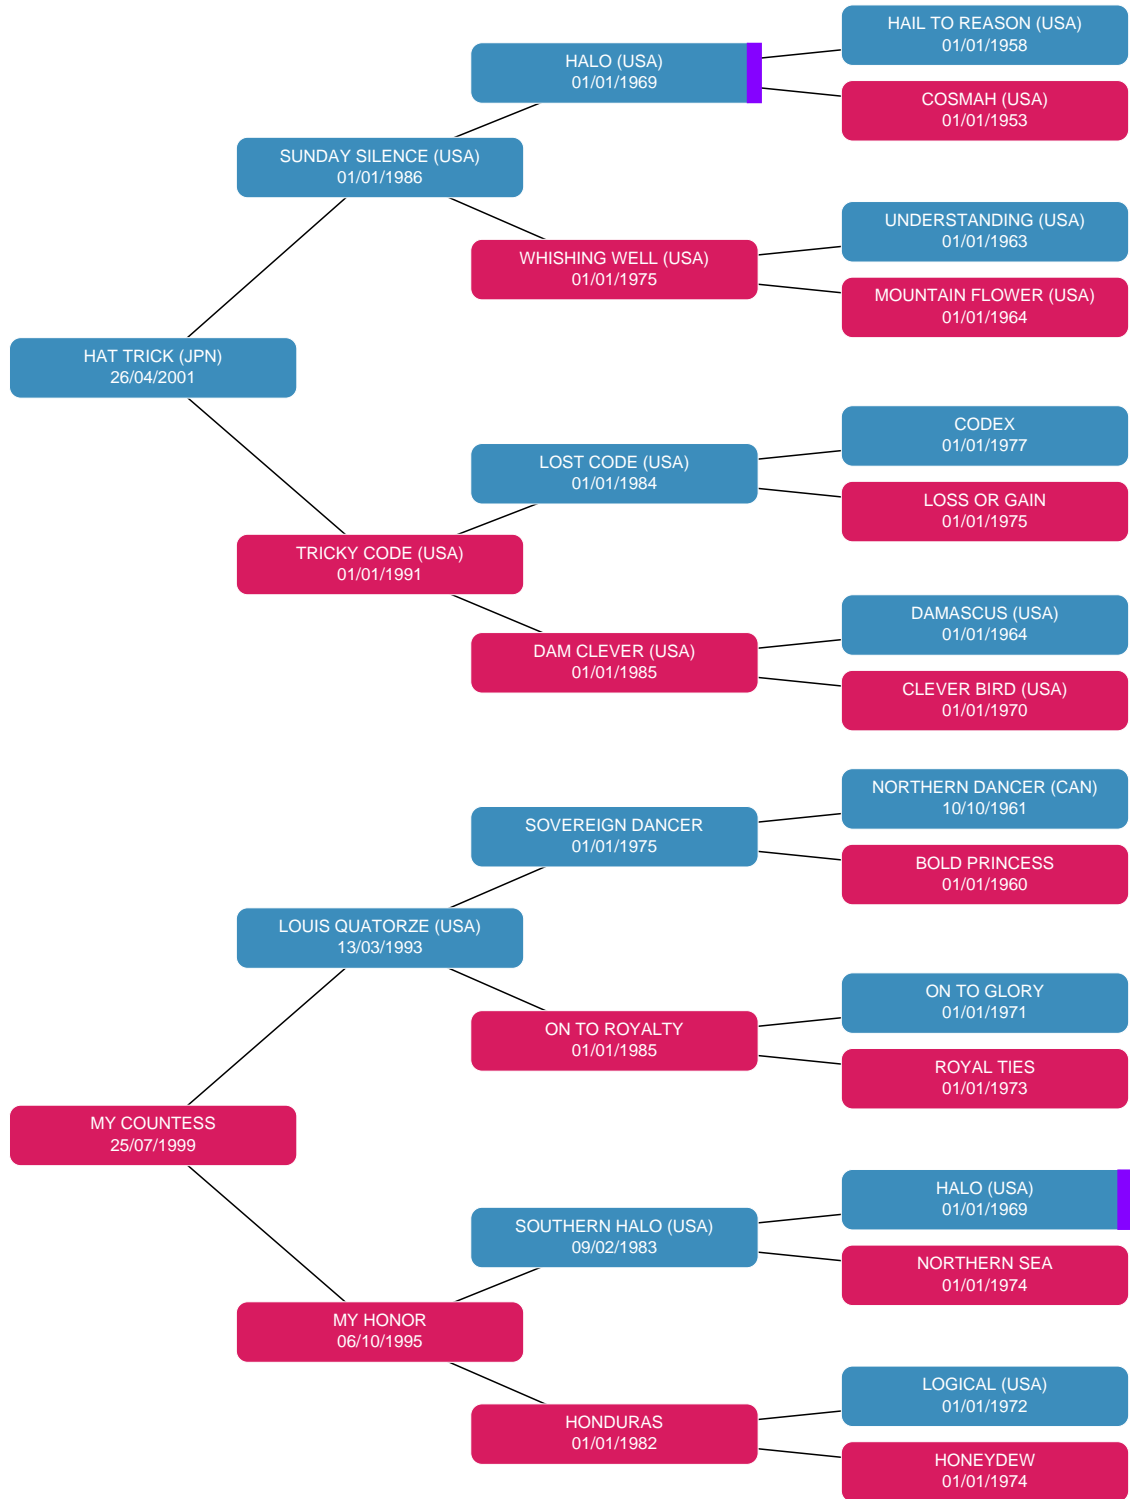 HAIL TO REASON (USA)
01/01/1958
HALO (USA)
01/01/1969
COSMAH (USA)
01/01/1953
SUNDAY SILENCE (USA)
01/01/1986
UNDERSTANDING (USA)
01/01/1963
WHISHING WELL (USA)
01/01/1975
MOUNTAIN FLOWER (USA)
01/01/1964
HAT TRICK (JPN)
26/04/2001
CODEX
01/01/1977
LOST CODE (USA)
01/01/1984
LOSS OR GAIN
01/01/1975
TRICKY CODE (USA)
01/01/1991
DAMASCUS (USA)
01/01/1964
DAM CLEVER (USA)
01/01/1985
CLEVER BIRD (USA)
01/01/1970
NORTHERN DANCER (CAN)
10/10/1961
SOVEREIGN DANCER
01/01/1975
BOLD PRINCESS
01/01/1960
LOUIS QUATORZE (USA)
13/03/1993
ON TO GLORY
01/01/1971
ON TO ROYALTY
01/01/1985
ROYAL TIES
01/01/1973
MY COUNTESS
25/07/1999
HALO (USA)
01/01/1969
SOUTHERN HALO (USA)
09/02/1983
NORTHERN SEA
01/01/1974
MY HONOR
06/10/1995
LOGICAL (USA)
01/01/1972
HONDURAS
01/01/1982
HONEYDEW
01/01/1974